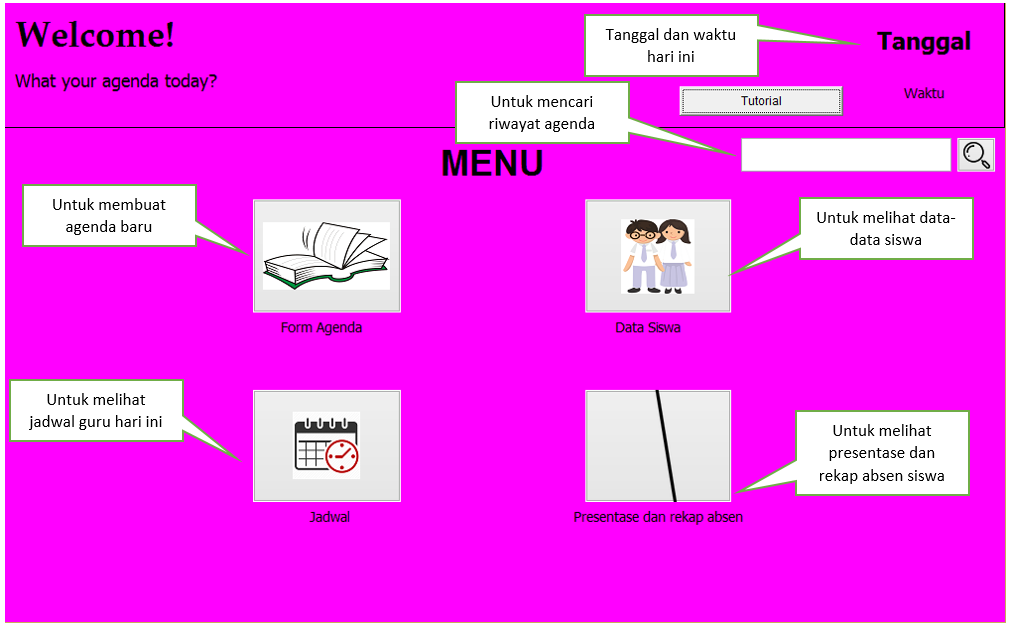 Welcome!
What your agenda today?
Tanggal dan waktu
hari ini
Tanggal
Waktu
Tutorial
Untuk mencari
riwayat agenda
MENU
Untuk membuat
agenda baru
Form Agenda
Data Siswa
Untuk melihat data-
data siswa
Untuk melihat
jadwal guru hari ini
Jadwal
Presentase dan rekap absen
Untuk melihat
presentase dan
rekap absen siswa